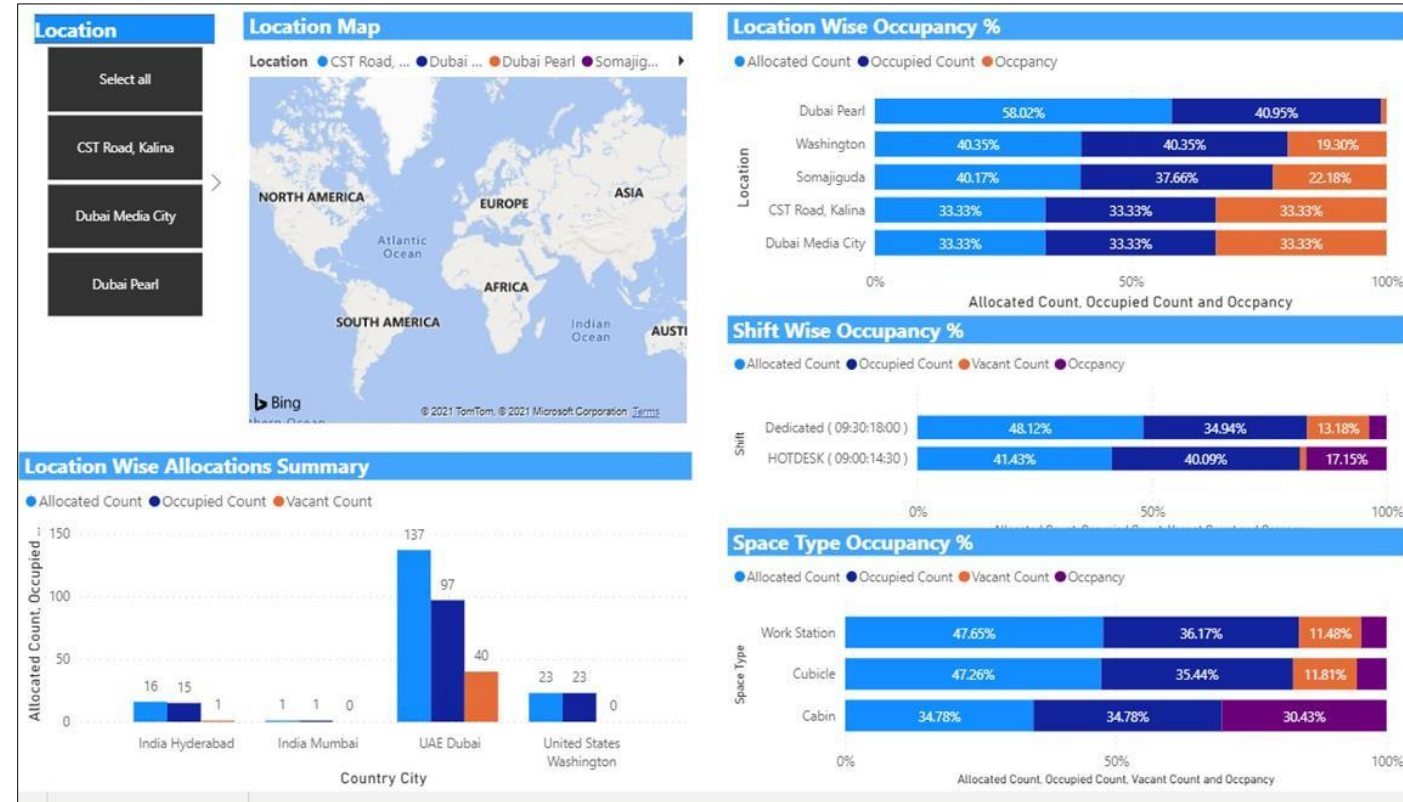 Location
Select all
CST Road, Kalina
Dubai Media City
Dubai Pearl
Location Map
Location CST Road, ... Dubai ... Dubai Pearl Somajig...
NORTH AMERICA
EUROPE
ASIA
Atlantic
Ocean
AFRICA
SOUTH AMERICA
Indian
Ocean
AUSTI
Bing
© 2021 TomTom, © 2021 Microsoft Corporation Terms
Location Wise Allocations Summary
Allocated Count Occupied Count Vacant Count
Allocated Count, Occupied ...
150
100
50
0
137
97
40
16 15 1
1 1 0
23 23 0
India Hyderabad
India Mumbai
UAE Dubai
United States
Washington
Country City
Location Wise Occupancy %
Allocated Count Occupied Count Occpancy
Location
Dubai Pearl 58.02% 40.95%
Washington 40.35% 40.35% 19.30%
Somajiguda 40.17% 37.66% 22.18%
CST Road, Kalina 33.33% 33.33% 33.33%
Dubai Media City 33.33% 33.33% 33.33%
0% 50% 100%
Allocated Count, Occupied Count and Occpancy
Shift Wise Occupancy %
Allocated Count Occupied Count Vacant Count Occpancy
Shift
Dedicated ( 09:30:18:00 ) 48.12% 34.94% 13.18%
HOTDESK ( 09:00:14:30 ) 41.43% 40.09% 17.15%
0% 50% 100%
Space Type Occupancy %
Allocated Count Occupied Count Vacant Count Occpancy
Space Type
Work Station 47.65% 36.17% 11.48%
Cubicle 47.26% 35.44% 11.81%
Cabin 34.78% 34.78% 30.43%
0% 50% 100%
Allocated Count, Occupied Count, Vacant Count and Occpancy